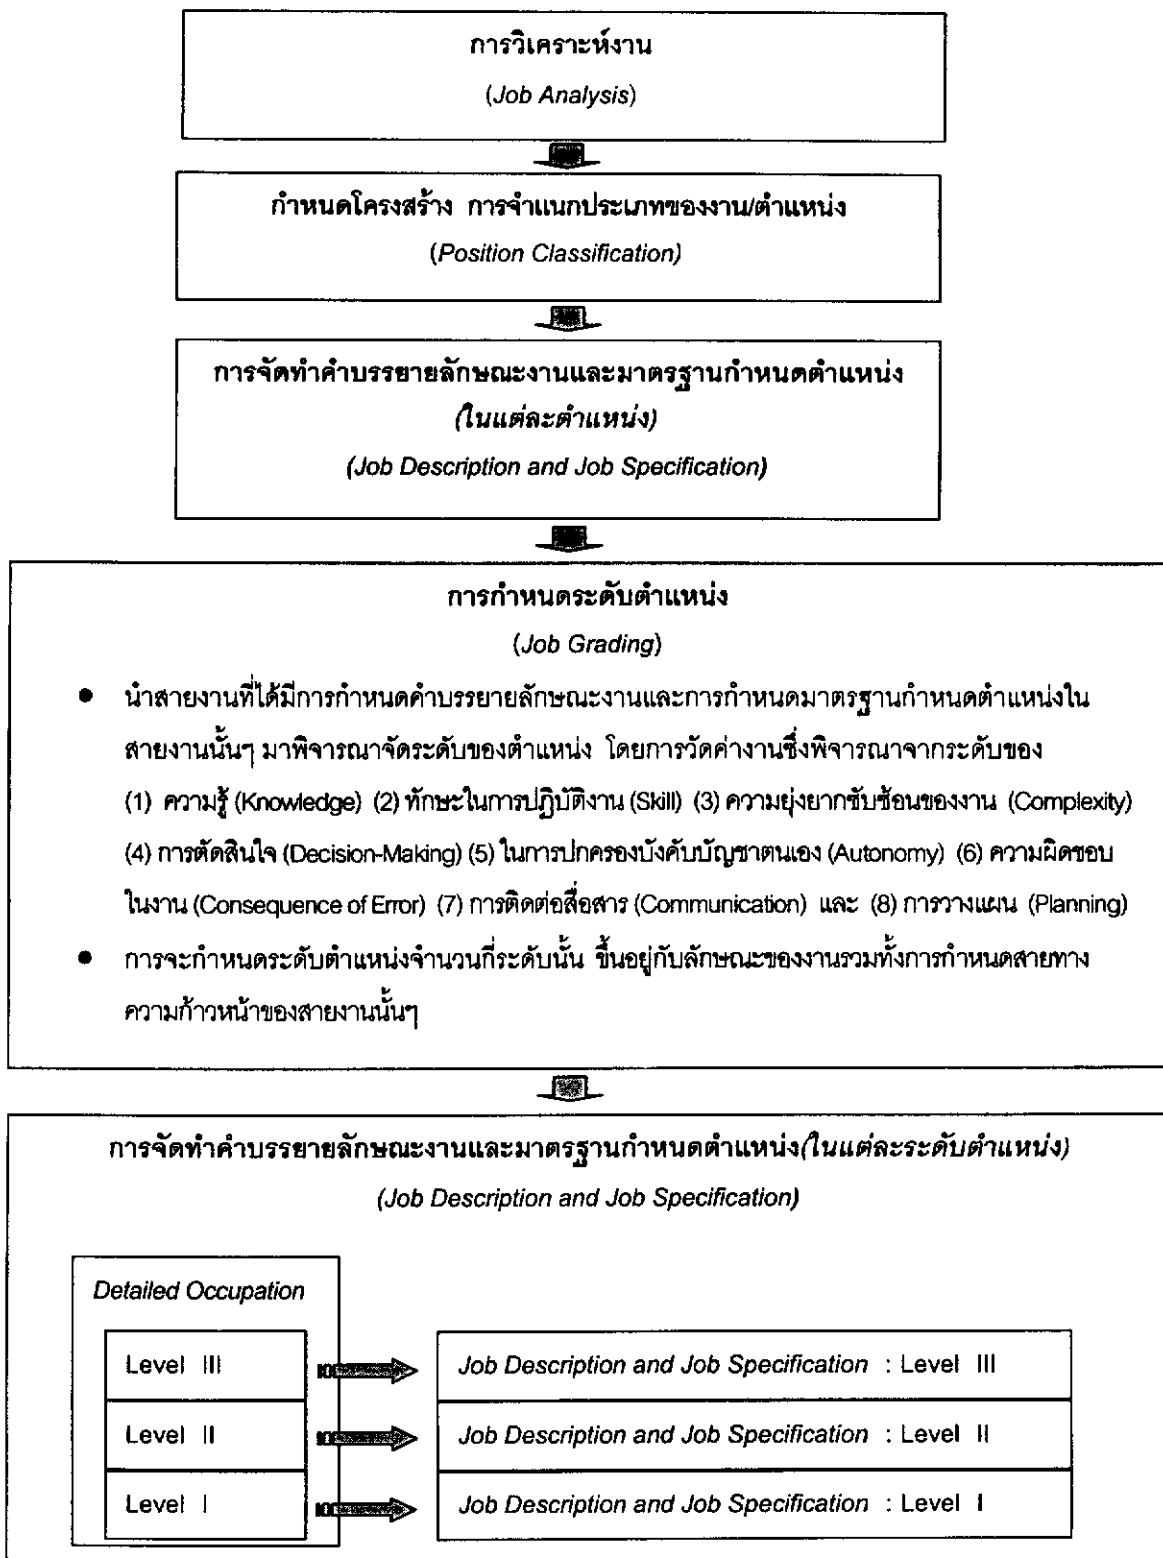 การวิเคราะห์งาน
(Job Analysis)
กำหนดโครงสร้าง การจำแนกประเภทของงาน/ตำแหน่ง
(Position Classification)
การจัดทำคำบรรยายลักษณะงานและมาตรฐานกำหนดตำแหน่ง
(ในแต่ละตำแหน่ง)
(Job Description and Job Specification)
การกำหนดระดับตำแหน่ง
(Job Grading)
● นำสายงานที่ได้มีการกำหนดคำบรรยายลักษณะงานและการกำหนดมาตรฐานกำหนดตำแหน่งใน
สายงานนั้นๆ มาพิจารณาจัดระดับของตำแหน่ง โดยการวัดค่างานซึ่งพิจารณาจากระดับของ
(1) ความรู้ (Knowledge) (2) ทักษะในการปฏิบัติงาน (Skill) (3) ความยุ่งยากซับซ้อนของงาน (Complexity)
(4) การตัดสินใจ (Decision-Making) (5) ในการปกครองบังคับบัญชาตนเอง (Autonomy) (6) ความผิดชอบ
ในงาน (Consequence of Error) (7) การติดต่อสื่อสาร (Communication) และ (8) การวางแผน (Planning)
● การจะกำหนดระดับตำแหน่งจำนวนกี่ระดับนั้น ขึ้นอยู่กับลักษณะของงานรวมทั้งการกำหนดสายทาง
ความก้าวหน้าของสายงานนั้นๆ
การจัดทำคำบรรยายลักษณะงานและมาตรฐานกำหนดตำแหน่ง(ในแต่ละระดับตำแหน่ง)
(Job Description and Job Specification)
Detailed Occupation
Level III
Job Description and Job Specification : Level III
Level II
Job Description and Job Specification : Level II
Level I
Job Description and Job Specification : Level I